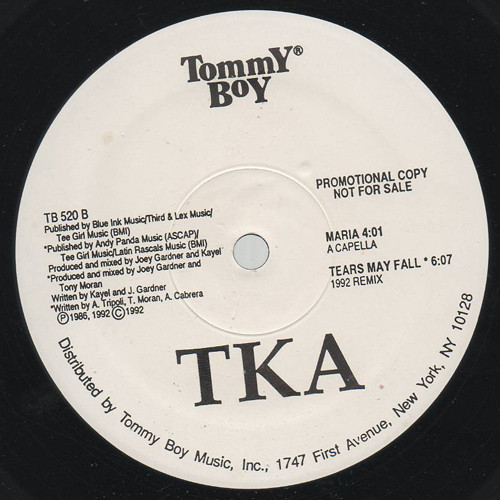 Tommy®
Boy
PROMOTIONAL COPY
NOT FOR SALE
TB 520 B
Published by Blue Ink Music/Third & Lex Music/
Tee Girl Music (BMI)
*Published by Andy Panda Music (ASCAP)/
Tee Girl Music/Latin Rascals Music (BMI)
Produced and mixed by Joey Gardner and Kayel
*Produced and mixed by Joey Gardner and
Tony Moran
Written by Kayel and J. Gardner
*Written by A. Tripoli, T. Moran, A. Cabrera
Ⓟ1986, 1992 Ⓒ1992
MARIA 4:01
A CAPELLA
TEARS MAY FALL * 6:07
1992 REMIX
TKA
Distributed by Tommy Boy Music, Inc., 1747 First Avenue, New York, NY 10128